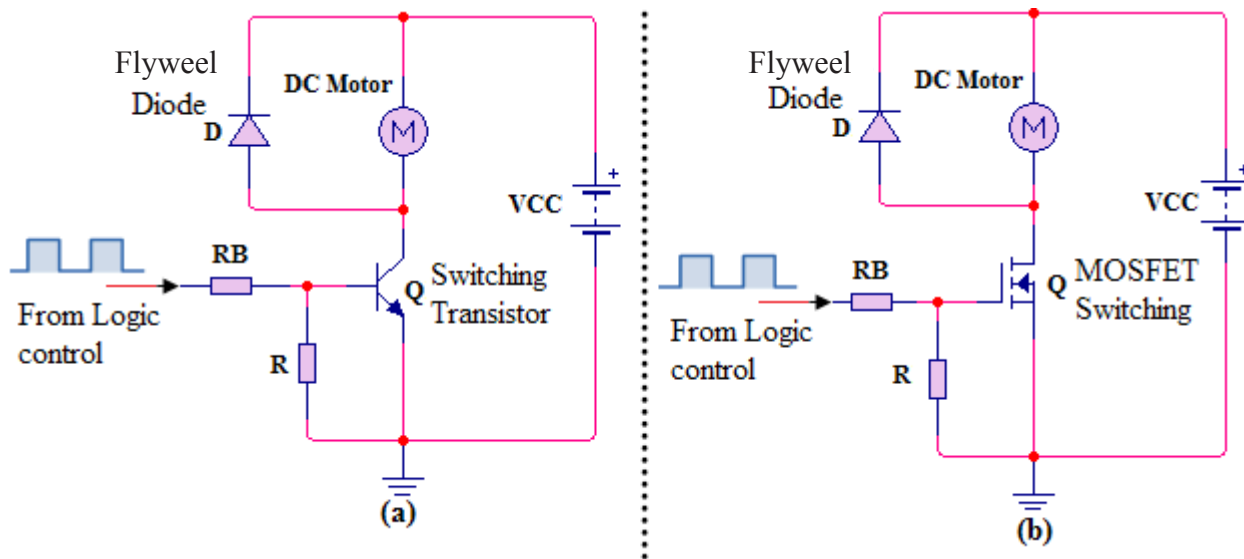 Flyweel
Diode
D
DC Motor
M
VCC
+
RB
From Logic
control
R
Q
Switching
Transistor
(a)
Flyweel
Diode
D
DC Motor
M
VCC
+
RB
From Logic
control
R
Q
MOSFET
Switching
(b)